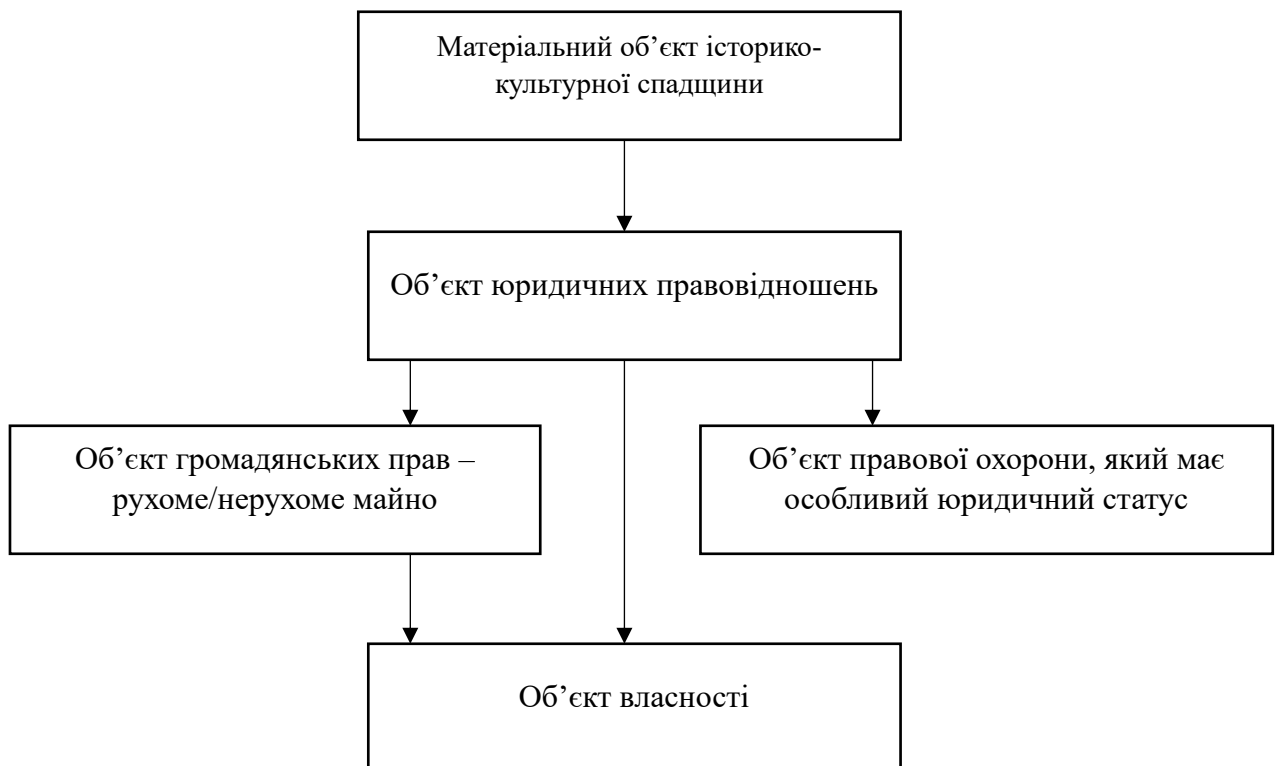 Матеріальний об’єкт історико-
культурної спадщини
Об’єкт юридичних правовідношень
Об’єкт громадянських прав –
рухоме/нерухоме майно
Об’єкт правової охорони, який має
особливий юридичний статус
Об’єкт власності